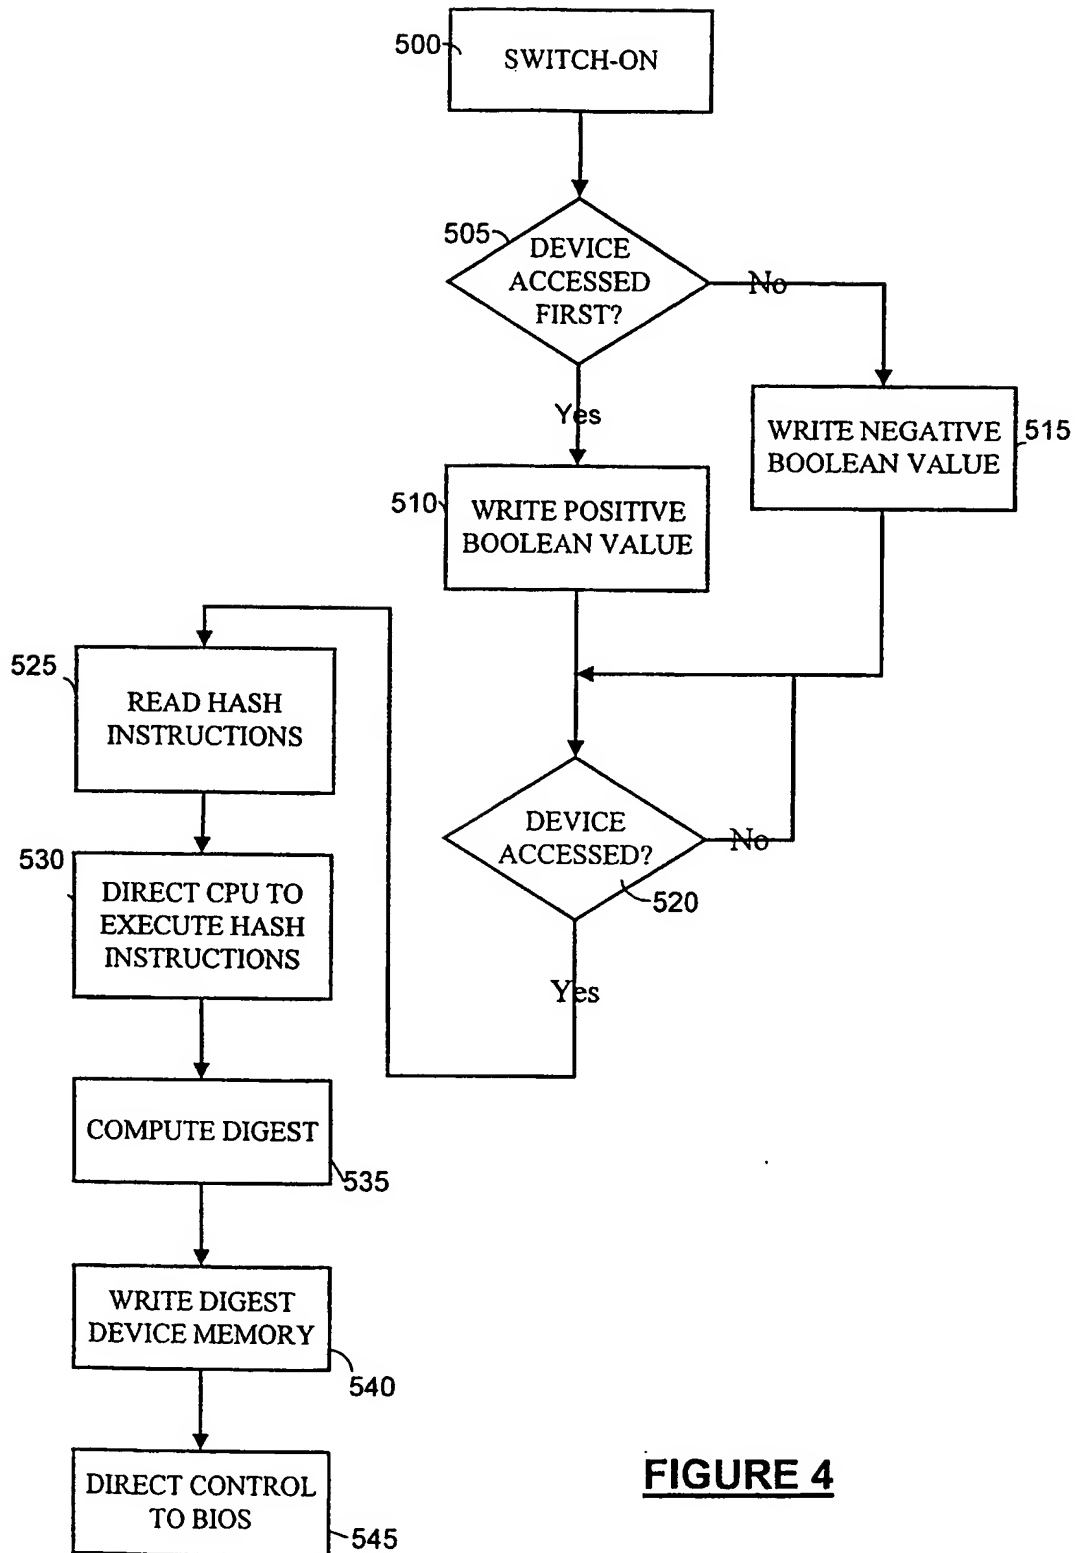 500
SWITCH-ON
505
DEVICE
ACCESSED
FIRST?
No
Yes
WRITE NEGATIVE
BOOLEAN VALUE
515
510
WRITE POSITIVE
BOOLEAN VALUE
525
READ HASH
INSTRUCTIONS
DEVICE
ACCESSED?
No
520
530
DIRECT CPU TO
EXECUTE HASH
INSTRUCTIONS
Yes
COMPUTE DIGEST
535
WRITE DIGEST
DEVICE MEMORY
540
DIRECT CONTROL
TO BIOS
545
FIGURE 4